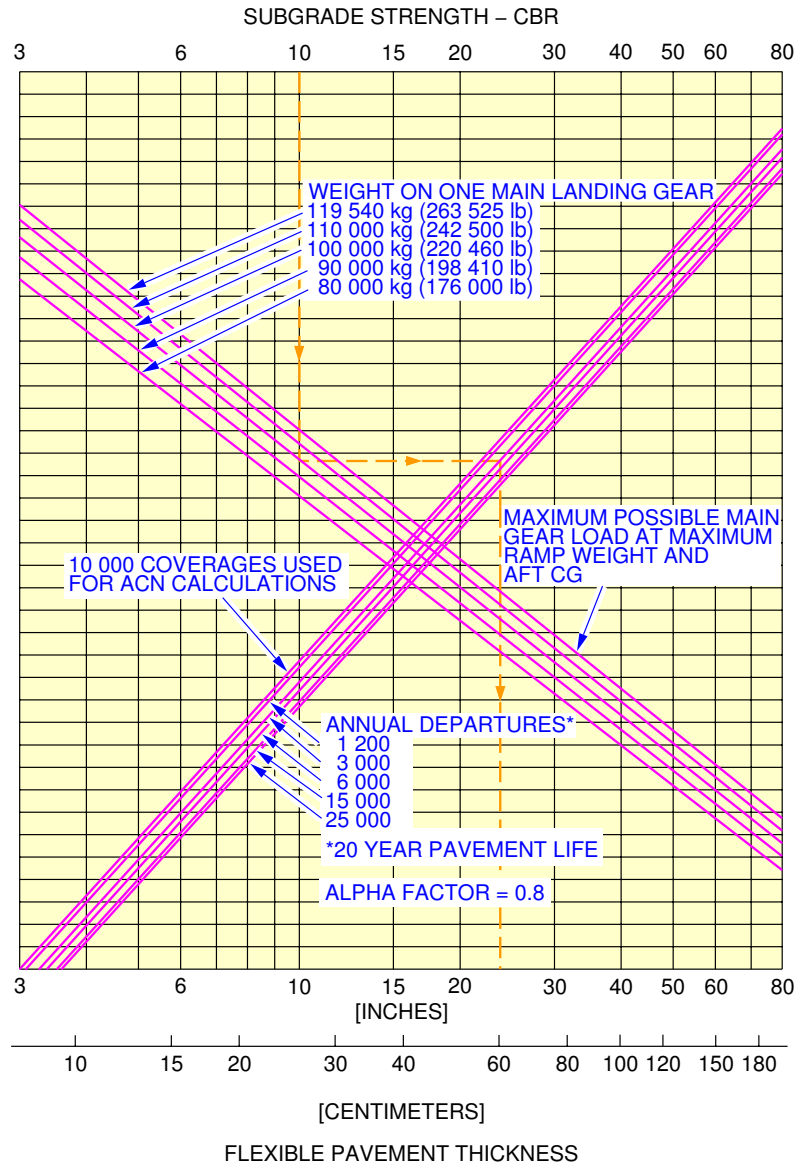 SUBGRADE STRENGTH – CBR
3 6 10 15 20 30 40 50 60 80
WEIGHT ON ONE MAIN LANDING GEAR
119 540 kg (263 525 lb)
110 000 kg (242 500 lb)
100 000 kg (220 460 lb)
90 000 kg (198 410 lb)
80 000 kg (176 000 lb)
MAXIMUM POSSIBLE MAIN
GEAR LOAD AT MAXIMUM
RAMP WEIGHT AND
AFT CG
10 000 COVERAGES USED
FOR ACN CALCULATIONS
ANNUAL DEPARTURES*
1 200
3 000
6 000
15 000
25 000
*20 YEAR PAVEMENT LIFE
ALPHA FACTOR = 0.8
3 6 10 15 20 30 40 50 60 80
[INCHES]
10 15 20 30 40 60 80 100 120 150 180
[CENTIMETERS]
FLEXIBLE PAVEMENT THICKNESS